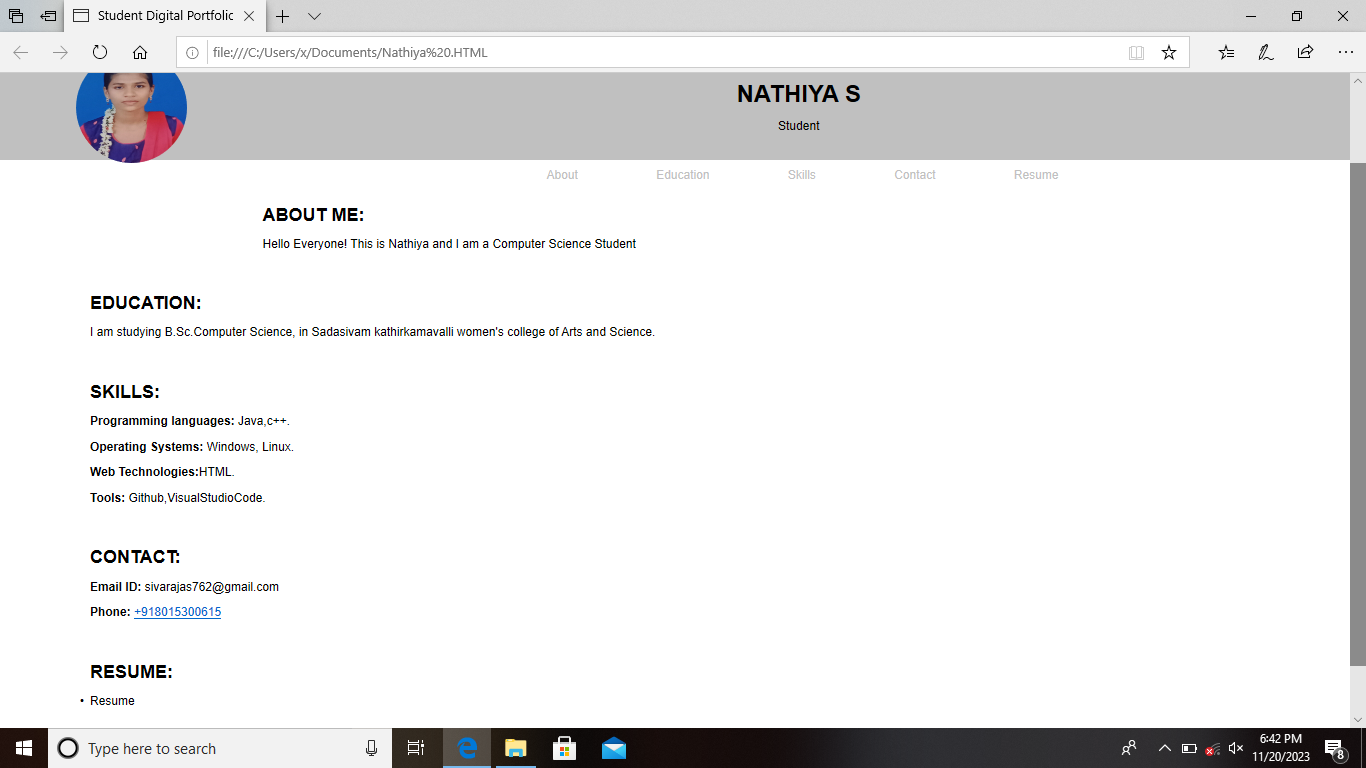 Student Digital Portfolio
file:///C:/Users/x/Documents/Nathiya%20.HTML
NATHIYA S
Student
About Education Skills Contact Resume
ABOUT ME:
Hello Everyone! This is Nathiya and I am a Computer Science Student
EDUCATION:
I am studying B.Sc.Computer Science, in Sadasivam kathirkamavalli women's college of Arts and Science.
SKILLS:
Programming languages: Java,c++.
Operating Systems: Windows, Linux.
Web Technologies:HTML.
Tools: Github,VisualStudioCode.
CONTACT:
Email ID: sivarajas762@gmail.com
Phone: +918015300615
RESUME:
• Resume
Type here to search
6:42 PM
11/20/2023
8